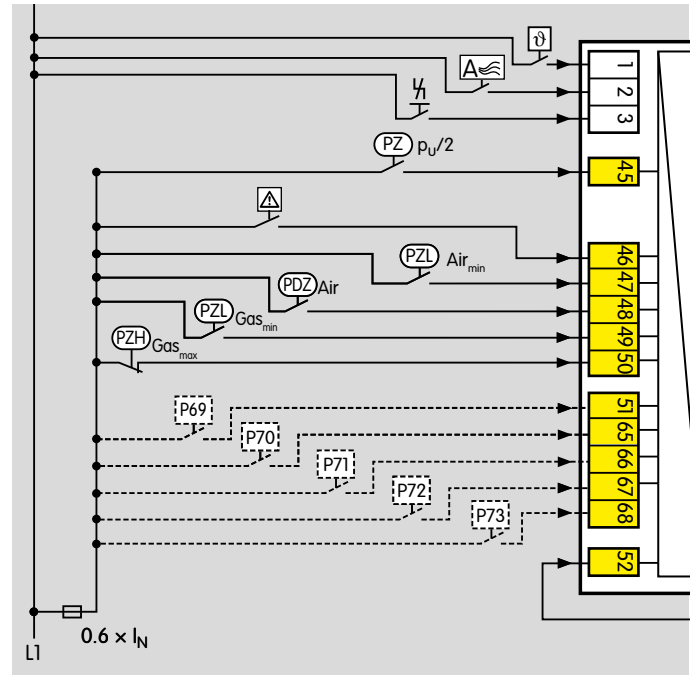 ϑ
1
A
2
3
PZ pU/2
45
46
PZL Airmin
47
PDZ Air
48
PZL Gasmin
49
PZH Gasmax
50
P69
51
P70
65
P71
66
P72
67
P73
68
52
0.6 × IN
L1